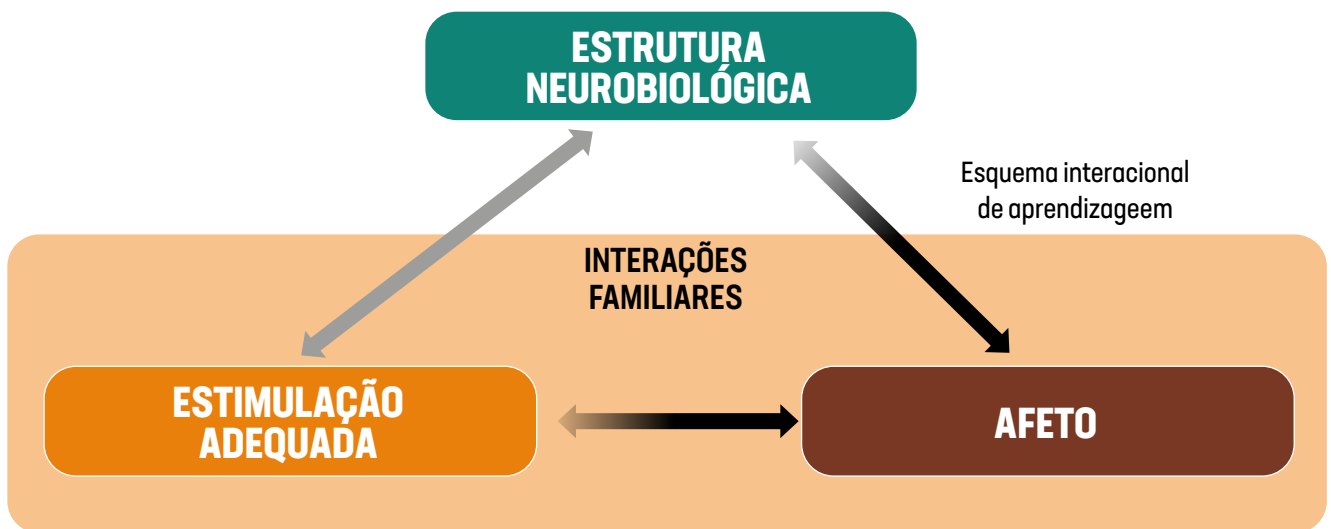 ESTRUTURA
NEUROBIOLÓGICA
Esquema interacional
de aprendizageem
INTERAÇÕES
FAMILIARES
ESTIMULAÇÃO
ADEQUADA
AFETO